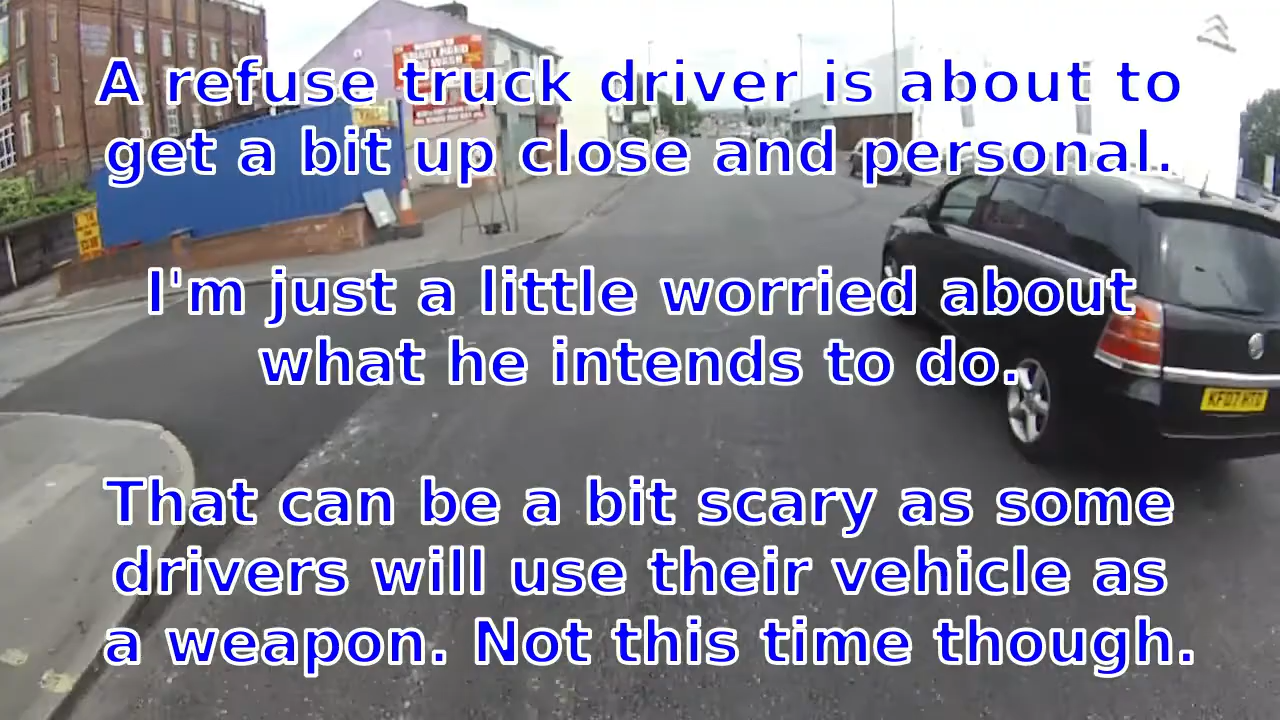 A refuse truck driver is about to
get a bit up close and personal.
I'm just a little worried about
what he intends to do.
That can be a bit scary as some
drivers will use their vehicle as
a weapon. Not this time though.
KF07 HTD